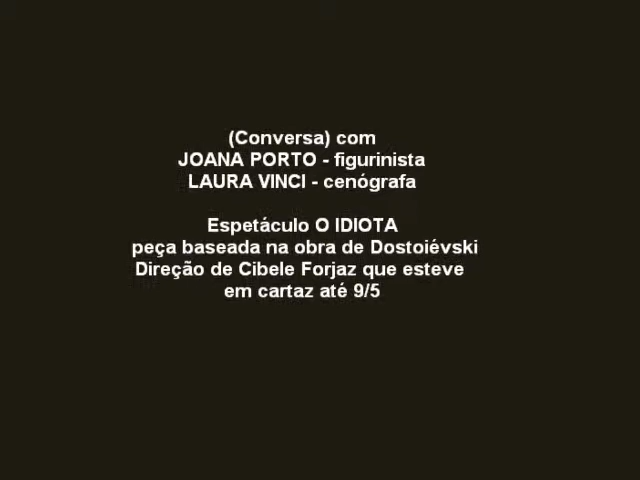 (Conversa) com
JOANA PORTO - figurinista
LAURA VINCI - cenógrafa
Espetáculo O IDIOTA
peça baseada na obra de Dostoiévski
Direção de Cibele Forjaz que esteve
em cartaz até 9/5